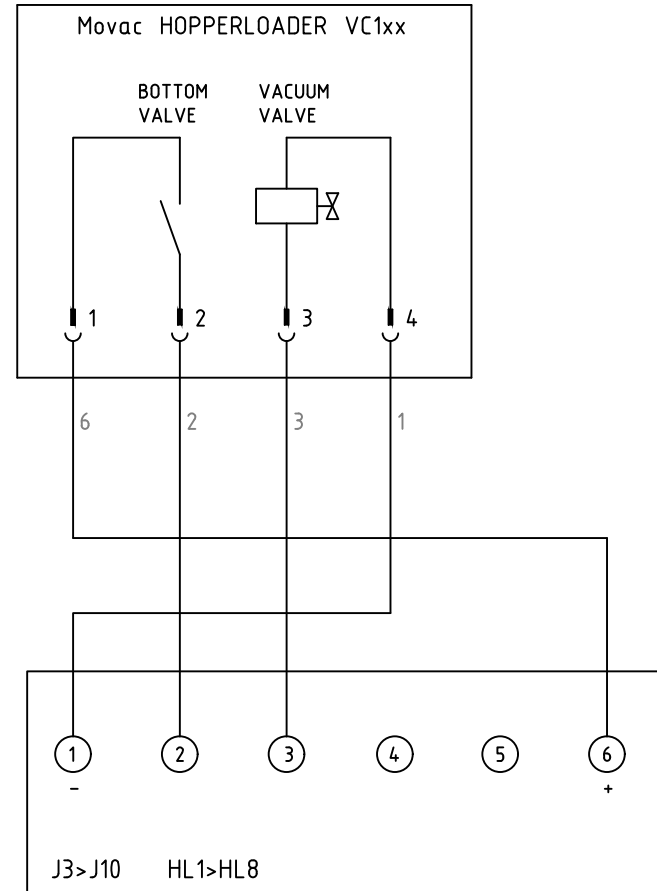 Movac HOPPERLOADER VC1xx
BOTTOM VALVE
VACUUM VALVE
1 2 3 4
6 2 3 1
1 2 3 4 5 6
- +
J3>J10 HL1>HL8